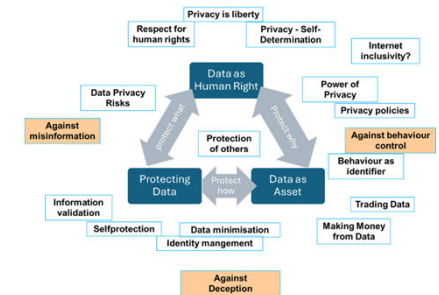 Privacy is liberty
Respect for
human rights
Privacy - Self-
Determination
Internet
inclusivity?
Data as
Human Right
Data Privacy
Risks
Power of
Privacy
Privacy policies
Against
misinformation
protect what
Protect why
Protection
of others
Against behaviour
control
Behaviour as
identifier
Protecting
Data
Protect
how
Data as
Asset
Information
validation
Trading Data
Selfprotection
Data minimisation
Identity mangement
Making Money
from Data
Against
Deception